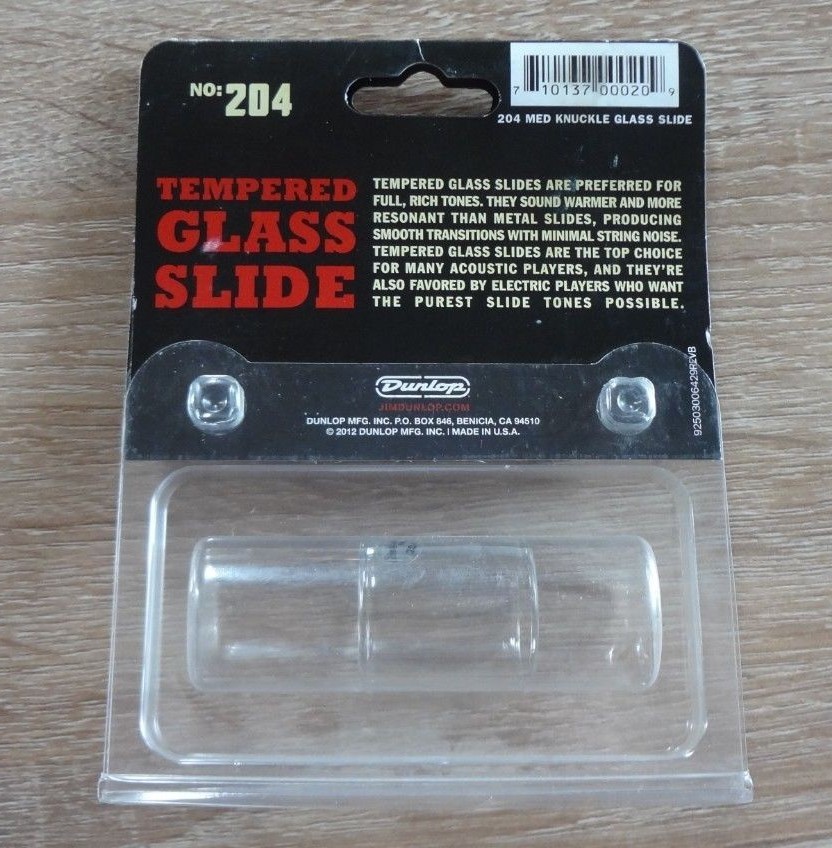 NO: 204
7 10137 00020 9
204 MED KNUCKLE GLASS SLIDE
TEMPERED
GLASS
SLIDE
TEMPERED GLASS SLIDES ARE PREFERRED FOR
FULL, RICH TONES. THEY SOUND WARMER AND MORE
RESONANT THAN METAL SLIDES, PRODUCING
SMOOTH TRANSITIONS WITH MINIMAL STRING NOISE.
TEMPERED GLASS SLIDES ARE THE TOP CHOICE
FOR MANY ACOUSTIC PLAYERS, AND THEY'RE
ALSO FAVORED BY ELECTRIC PLAYERS WHO WANT
THE PUREST SLIDE TONES POSSIBLE.
Dunlop
JIMDUNLOP.COM
DUNLOP MFG. INC. P.O. BOX 846, BENICIA, CA 94510
© 2012 DUNLOP MFG. INC. | MADE IN U.S.A.
92503006429REVB